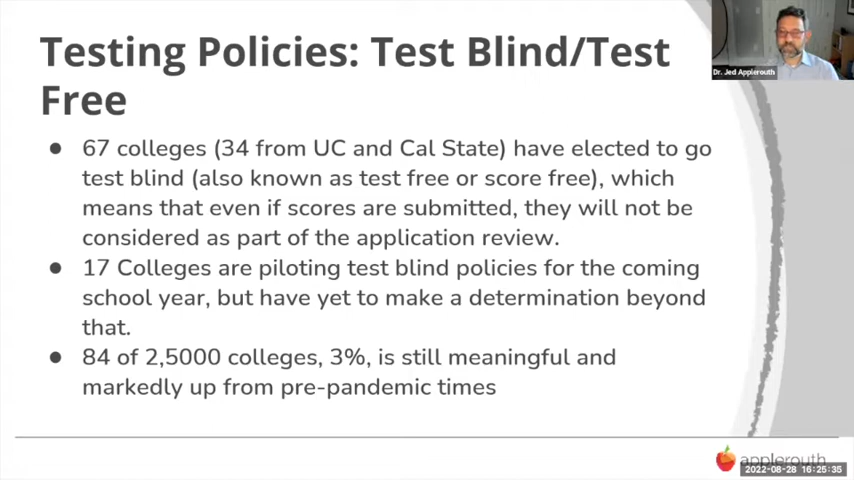 Testing Policies: Test Blind/Test
Free
Dr. Jed Applerouth
67 colleges (34 from UC and Cal State) have elected to go
test blind (also known as test free or score free), which
means that even if scores are submitted, they will not be
considered as part of the application review.
17 Colleges are piloting test blind policies for the coming
school year, but have yet to make a determination beyond
that.
84 of 2,5000 colleges, 3%, is still meaningful and
markedly up from pre-pandemic times
applerouth
2022-08-28 16:25:35